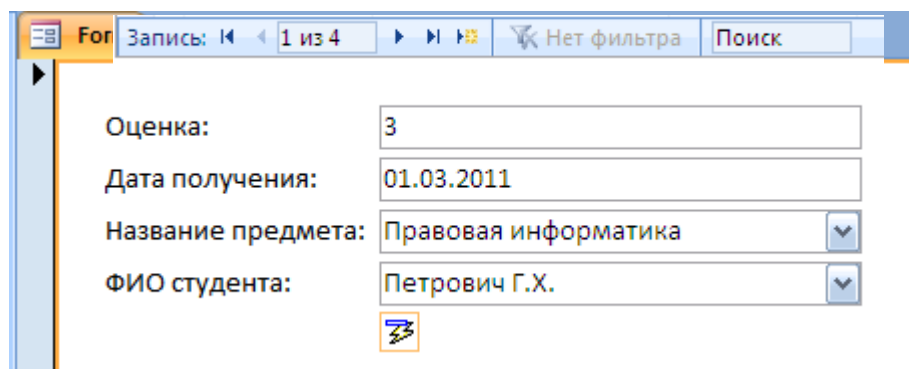 For Запись: 1 из 4 Нет фильтра Поиск
Оценка: 3
Дата получения: 01.03.2011
Название предмета: Правовая информатика
ФИО студента: Петрович Г.Х.